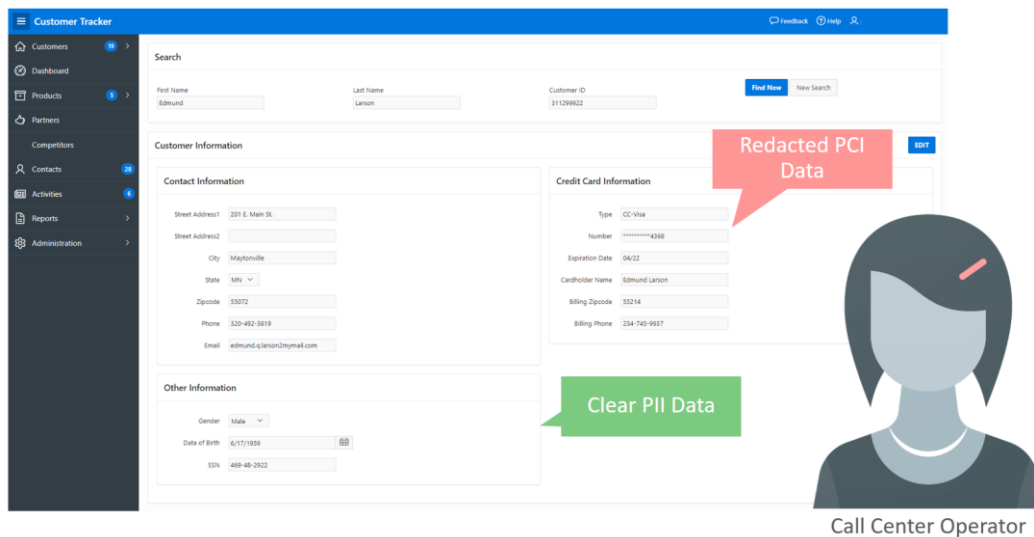 Customer Tracker
Feedback Help
Customers 19
Dashboard
Products 5
Partners
Competitors
Contacts 28
Activities 6
Reports
Administration
Search
First Name Last Name Customer ID
Edmund Larson 311299922
Find Now New Search
Customer Information
EDIT
Redacted PCI
Data
Contact Information
Street Address1 201 E. Main St.
Street Address2
City Maytonville
State MN
Zipcode 55072
Phone 320-492-3819
Email edmund.q.larson2mymail.com
Credit Card Information
Type CC-Visa
Number **********4366
Expiration Date 04/22
Cardholder Name Edmund Larson
Billing Zipcode 55214
Billing Phone 234-745-9937
Other Information
Gender Male
Data of Birth 6/17/1959
SSN 469-48-2922
Clear PII Data
Call Center Operator